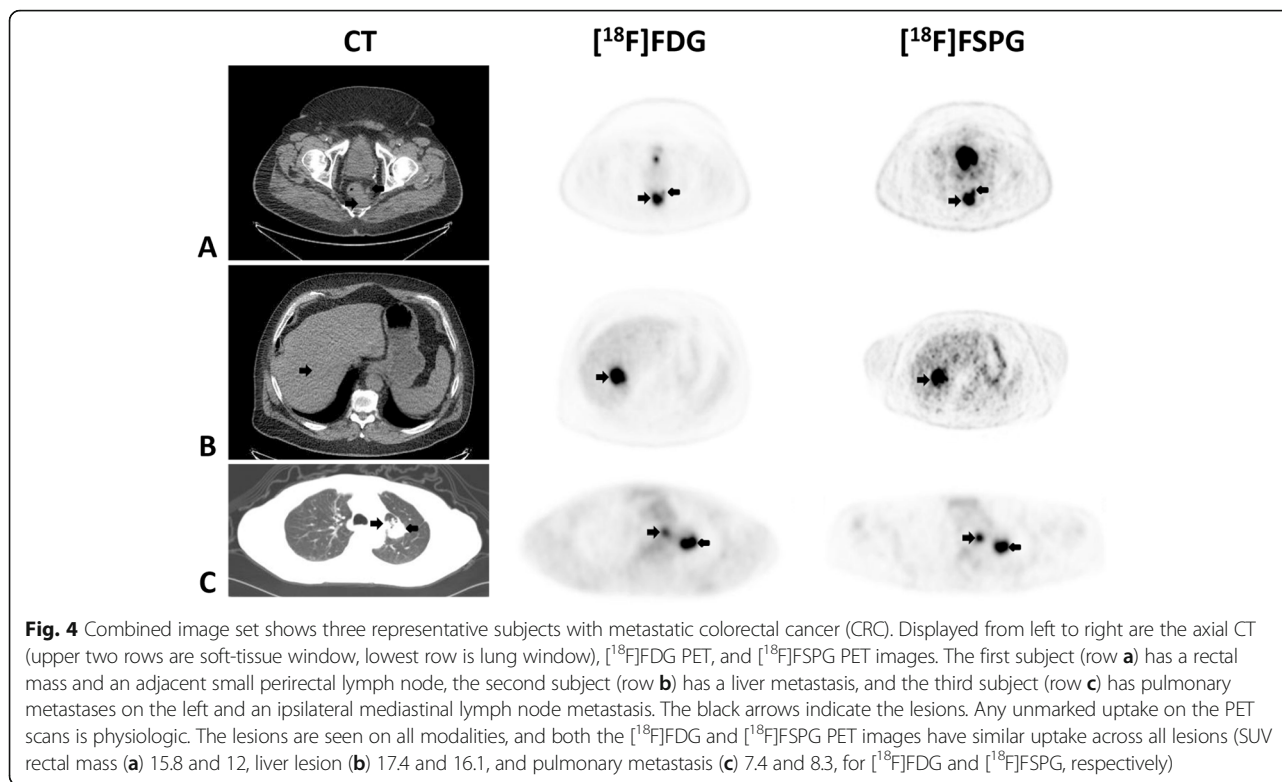 CT [¹⁸F]FDG [¹⁸F]FSPG
A
B
C
Fig. 4 Combined image set shows three representative subjects with metastatic colorectal cancer (CRC). Displayed from left to right are the axial CT
(upper two rows are soft-tissue window, lowest row is lung window), [¹⁸F]FDG PET, and [¹⁸F]FSPG PET images. The first subject (row a) has a rectal
mass and an adjacent small perirectal lymph node, the second subject (row b) has a liver metastasis, and the third subject (row c) has pulmonary
metastases on the left and an ipsilateral mediastinal lymph node metastasis. The black arrows indicate the lesions. Any unmarked uptake on the PET
scans is physiologic. The lesions are seen on all modalities, and both the [¹⁸F]FDG and [¹⁸F]FSPG PET images have similar uptake across all lesions (SUV
rectal mass (a) 15.8 and 12, liver lesion (b) 17.4 and 16.1, and pulmonary metastasis (c) 7.4 and 8.3, for [¹⁸F]FDG and [¹⁸F]FSPG, respectively)